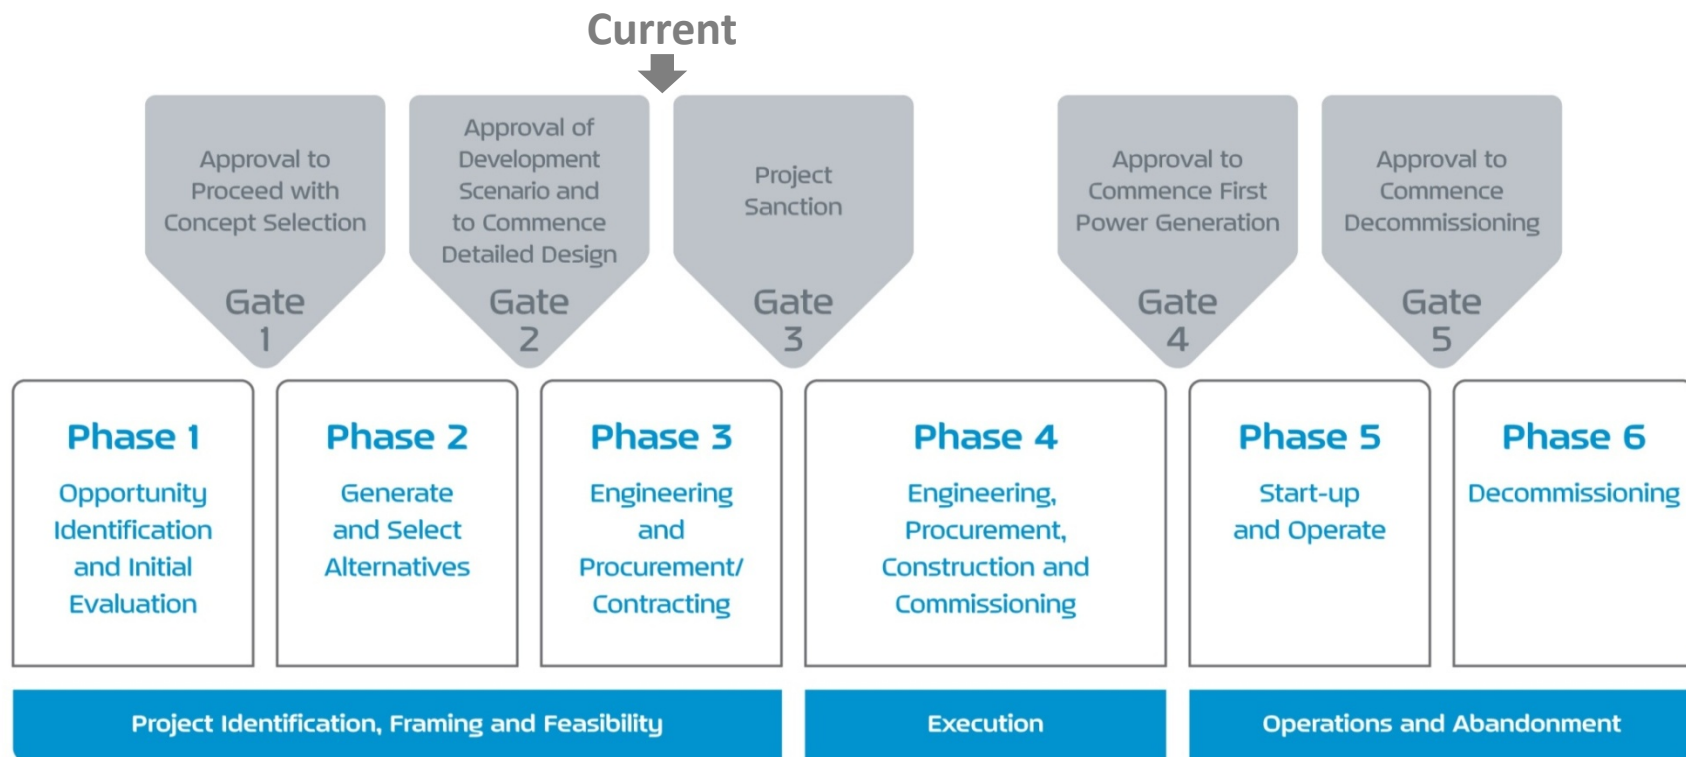 Current
Approval to
Proceed with
Concept Selection
Gate
1
Approval of
Development
Scenario and
to Commence
Detailed Design
Gate
2
Project
Sanction
Gate
3
Approval to
Commence First
Power Generation
Gate
4
Approval to
Commence
Decommissioning
Gate
5
Phase 1
Opportunity
Identification
and Initial
Evaluation
Phase 2
Generate
and Select
Alternatives
Phase 3
Engineering
and
Procurement/
Contracting
Phase 4
Engineering,
Procurement,
Construction and
Commissioning
Phase 5
Start-up
and Operate
Phase 6
Decommissioning
Project Identification, Framing and Feasibility
Execution
Operations and Abandonment